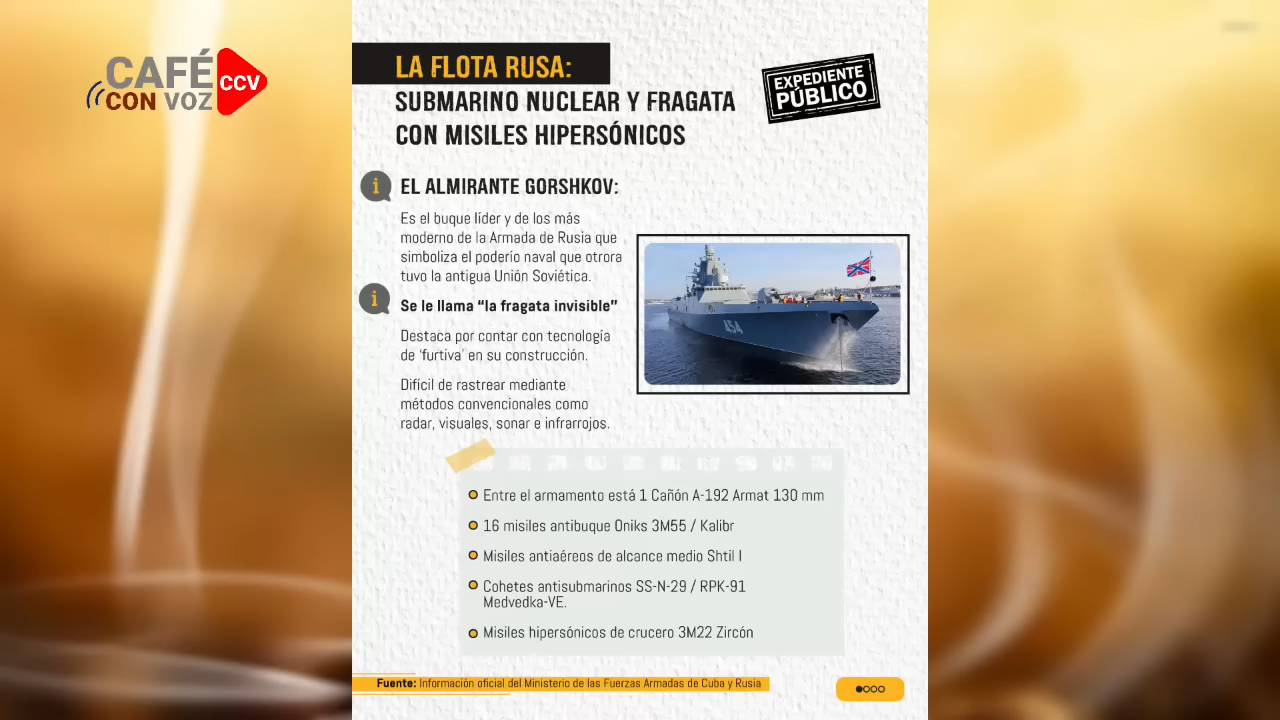 CAFÉ
CON VOZ
CCV
LA FLOTA RUSA:
SUBMARINO NUCLEAR Y FRAGATA
CON MISILES HIPERSÓNICOS
EXPEDIENTE
PÚBLICO
i
EL ALMIRANTE GORSHKOV:
Es el buque líder y de los más
moderno de la Armada de Rusia que
simboliza el poderío naval que otrora
tuvo la antigua Unión Soviética.
i
Se le llama “la fragata invisible”
Destaca por contar con tecnología
de ‘furtiva’ en su construcción.
Difícil de rastrear mediante
métodos convencionales como
radar, visuales, sonar e infrarrojos.
454
Entre el armamento está 1 Cañón A-192 Armat 130 mm
16 misiles antibuque Oniks 3M55 / Kalibr
Misiles antiaéreos de alcance medio Shtil I
Cohetes antisubmarinos SS-N-29 / RPK-91
Medvedka-VE.
Misiles hipersónicos de crucero 3M22 Zircón
Fuente: Información oficial del Ministerio de las Fuerzas Armadas de Cuba y Rusia